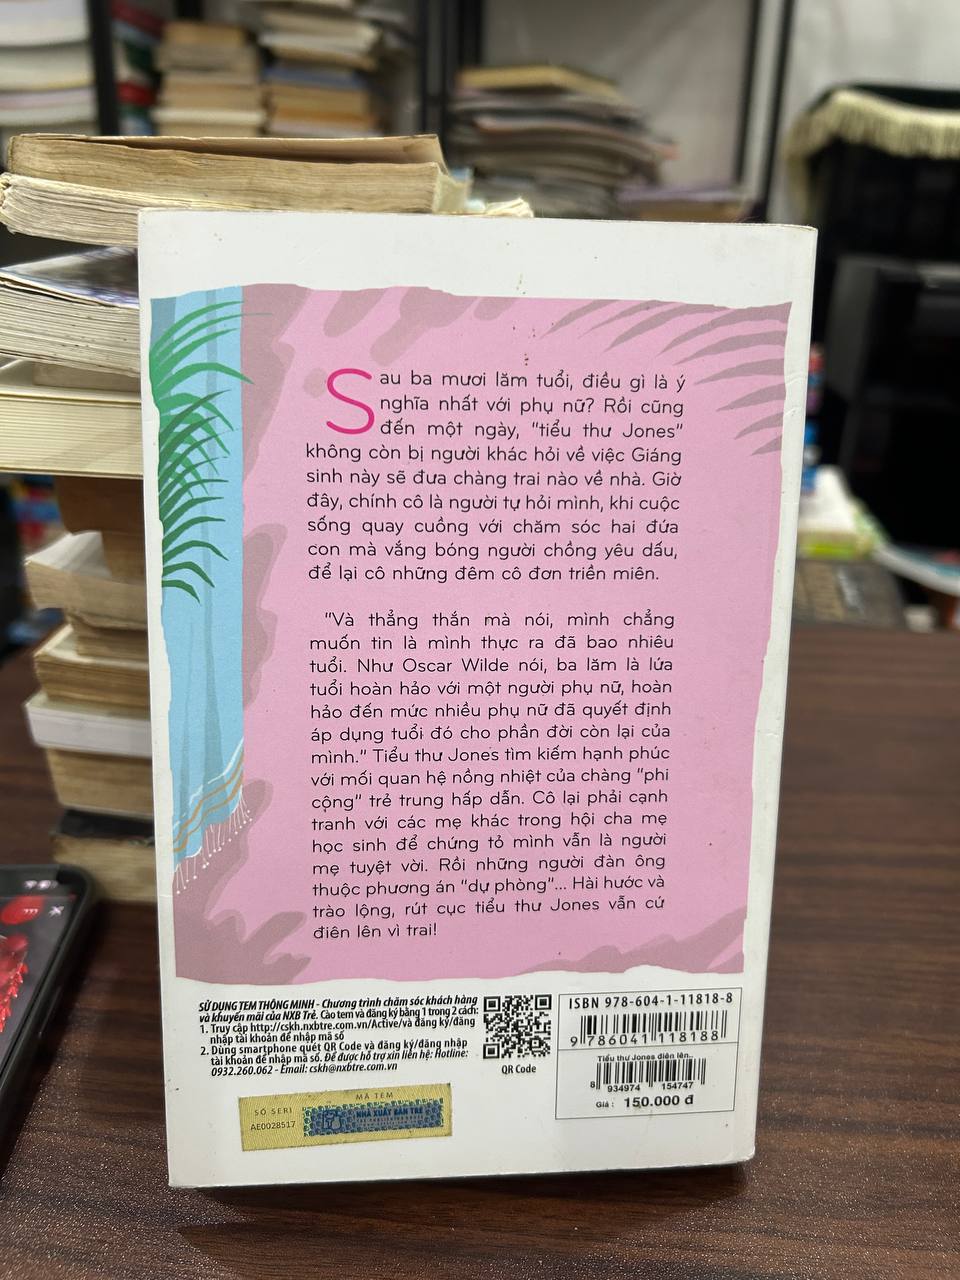 Sau ba mươi lăm tuổi, điều gì là ý
nghĩa nhất với phụ nữ? Rồi cũng
đến một ngày, "tiểu thư Jones"
không còn bị người khác hỏi về việc Giáng
sinh này sẽ đưa chàng trai nào về nhà. Giờ
đây, chính cô là người tự hỏi mình, khi cuộc
sống quay cuồng với chăm sóc hai đứa
con mà vắng bóng người chồng yêu dấu,
để lại cô những đêm cô đơn triền miên.
"Và thẳng thắn mà nói, mình chẳng
muốn tin là mình thực ra đã bao nhiêu
tuổi. Như Oscar Wilde nói, ba lăm là lứa
tuổi hoàn hảo với một người phụ nữ, hoàn
hảo đến mức nhiều phụ nữ đã quyết định
áp dụng tuổi đó cho phần đời còn lại của
mình." Tiểu thư Jones tìm kiếm hạnh phúc
với mối quan hệ nồng nhiệt của chàng "phi
cộng" trẻ trung hấp dẫn. Cô lại phải cạnh
tranh với các mẹ khác trong hội cha mẹ
học sinh để chứng tỏ mình vẫn là người
mẹ tuyệt vời. Rồi những người đàn ông
thuộc phương án "dự phòng"... Hài hước và
trào lộng, rút cục tiểu thư Jones vẫn cứ
điên lên vì trai!
SỬ DỤNG TEM THÔNG MINH - Chương trình chăm sóc khách hàng
và khuyến mãi của NXB Trẻ. Cào tem và đăng ký bằng 1 trong 2 cách:
1. Truy cập http://cskh.nxbtre.com.vn/Active/và đăng ký/đăng
nhập tài khoản để nhập mã số
2. Dùng smartphone quét QR Code và đăng ký/đăng nhập
tài khoản để nhập mã số. Để được hỗ trợ xin liên hệ: Hotline:
0932.260.062 - Email: cskh@nxbtre.com.vn
QR Code
ISBN 978-604-1-11818-8
9 786041 118188
Tiểu thư Jones điên lên..
8 934974 154747
Giá : 150.000 đ
SỐ SERI
AE0028517
MÃ TEM
NHÀ XUẤT BẢN TRẺ